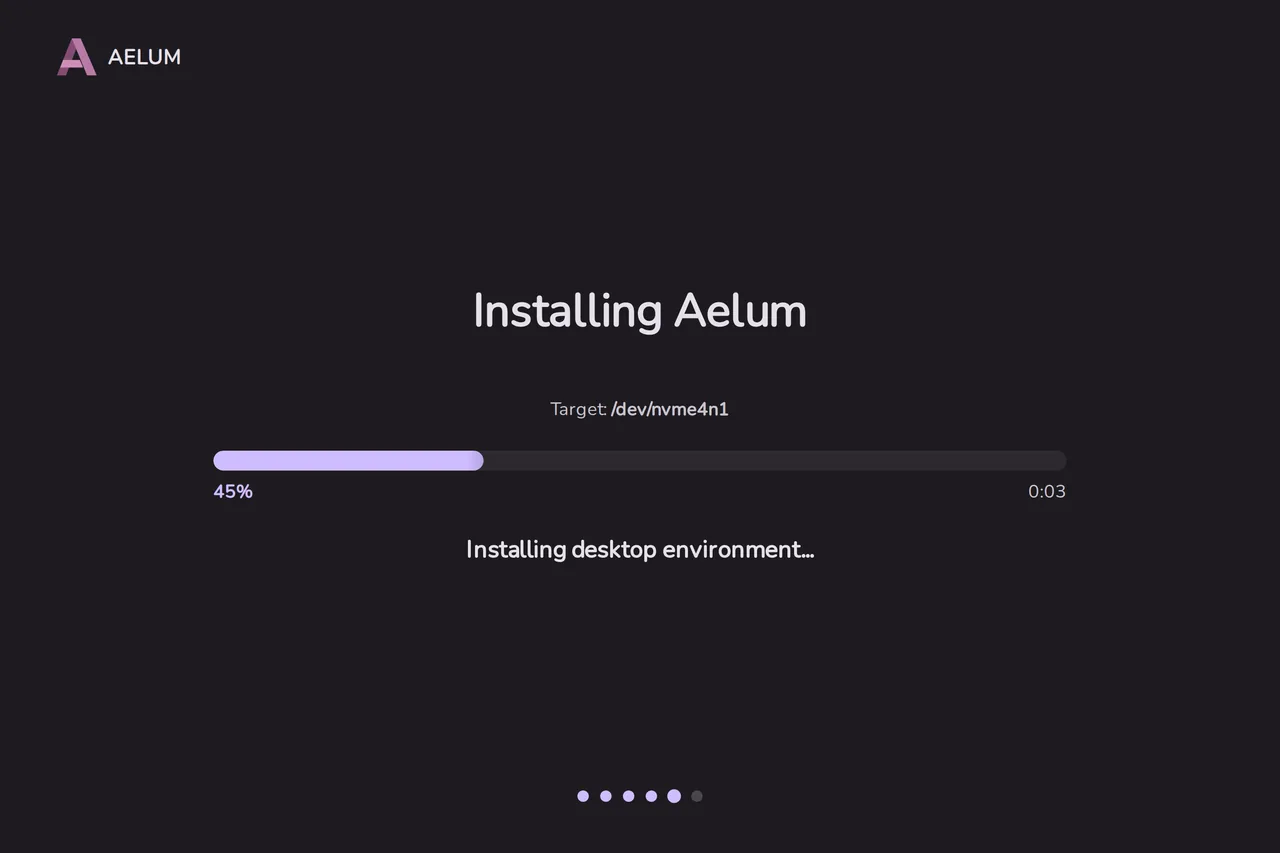 AELUM
Installing Aelum
Target: /dev/nvme4n1
45%
0:03
Installing desktop environment...